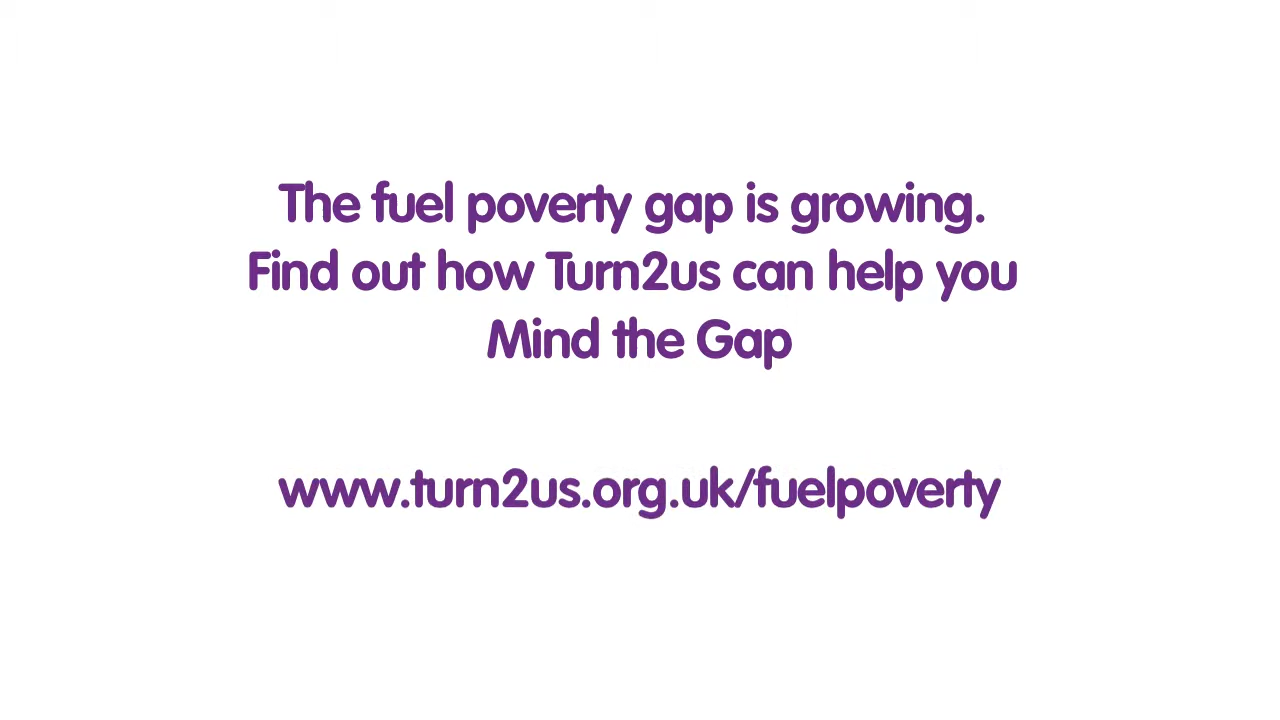 The fuel poverty gap is growing.
Find out how Turn2us can help you
Mind the Gap
www.turn2us.org.uk/fuelpoverty